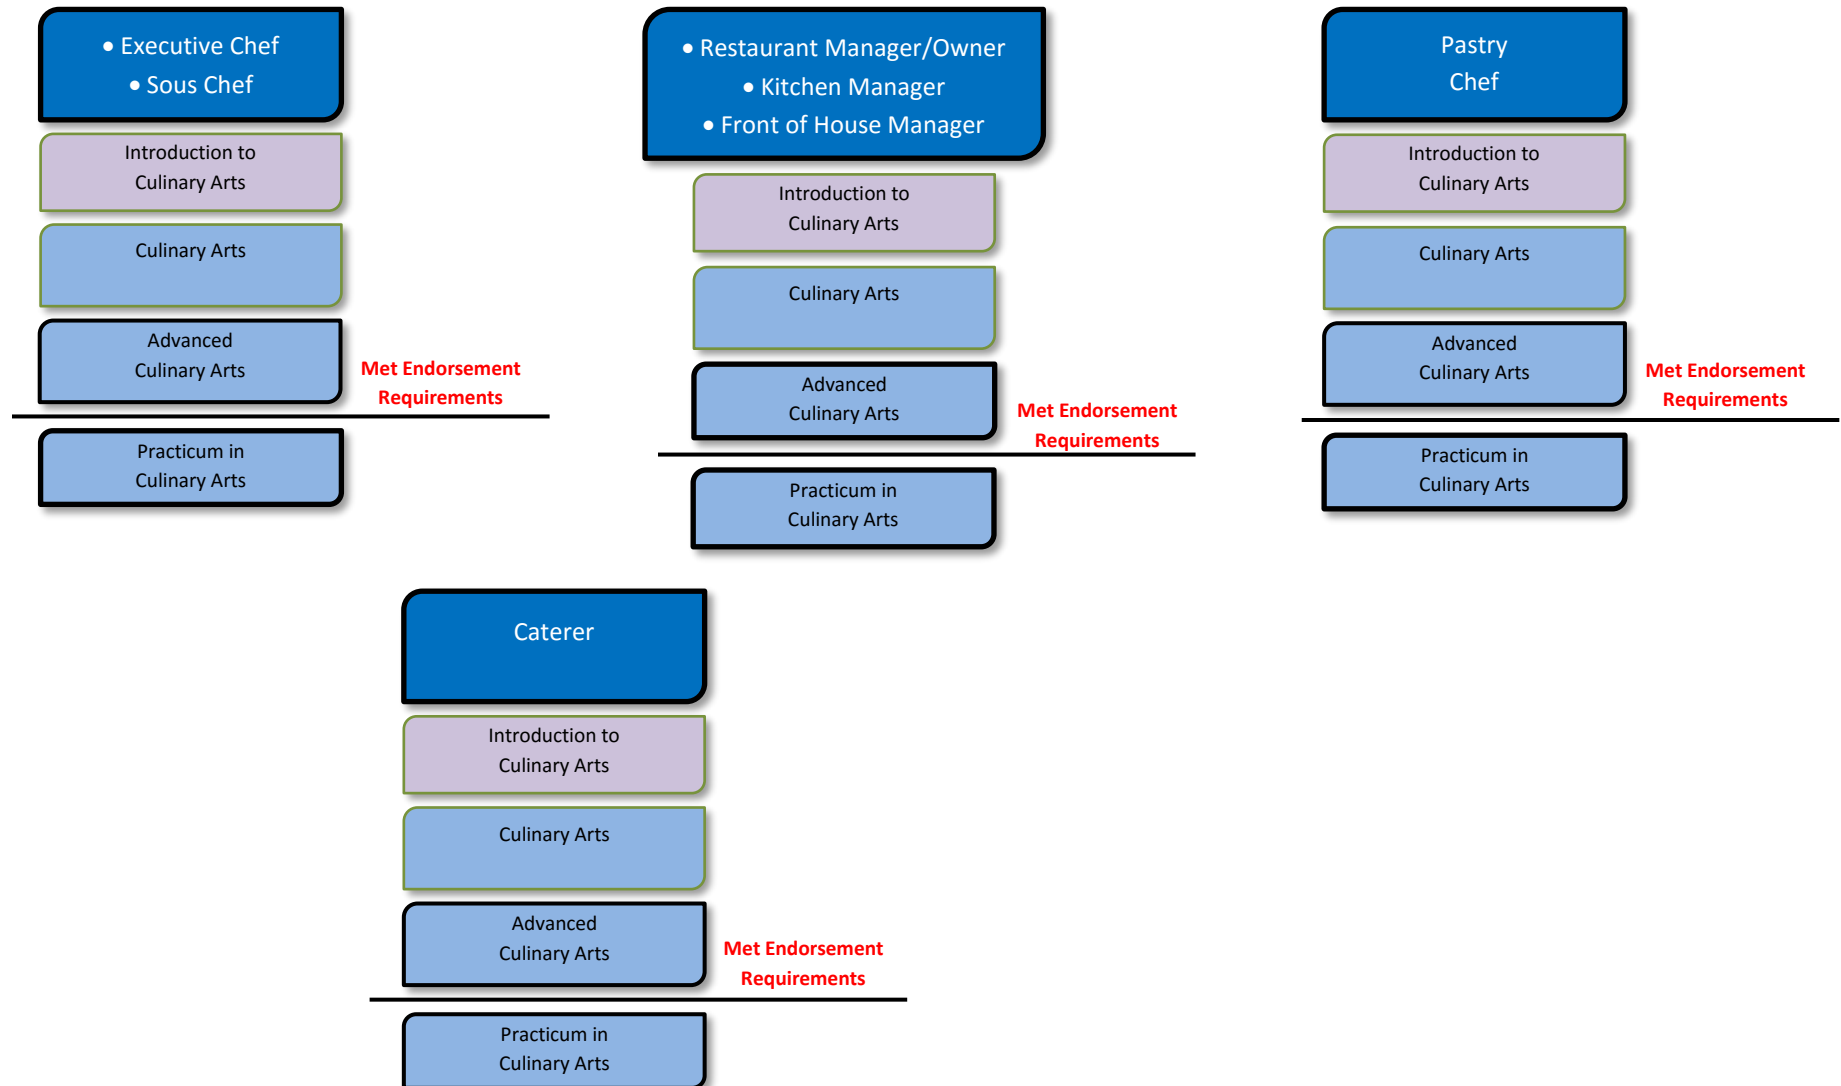 • Executive Chef
• Sous Chef
Introduction to
Culinary Arts
Culinary Arts
Advanced
Culinary Arts
Met Endorsement
Requirements
Practicum in
Culinary Arts
• Restaurant Manager/Owner
• Kitchen Manager
• Front of House Manager
Introduction to
Culinary Arts
Culinary Arts
Advanced
Culinary Arts
Met Endorsement
Requirements
Practicum in
Culinary Arts
Pastry
Chef
Introduction to
Culinary Arts
Culinary Arts
Advanced
Culinary Arts
Met Endorsement
Requirements
Practicum in
Culinary Arts
Caterer
Introduction to
Culinary Arts
Culinary Arts
Advanced
Culinary Arts
Met Endorsement
Requirements
Practicum in
Culinary Arts